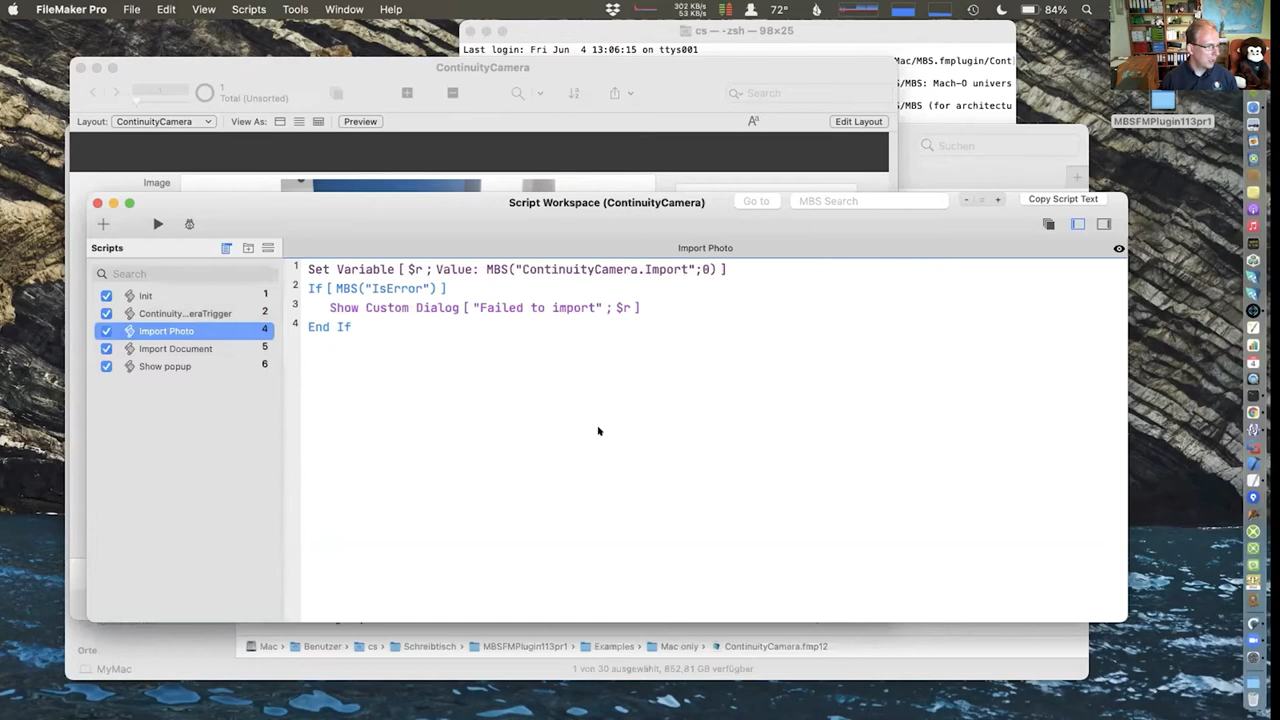 FileMaker Pro File Edit View Scripts Tools Window Help 302 KB/s 53 KB/s 72° 84%
cs — -zsh — 98×25
Last login: Fri Jun 4 13:06:15 on ttys001
Mac/MBS.fmplugin/Cont
S/MBS: Mach-O univers
S/MBS (for architectu
MBSFMPlugin113pr1
ContinuityCamera
1
Total (Unsorted)
Search
Layout: ContinuityCamera View As: Preview Aa Edit Layout
Suchen
Image
Script Workspace (ContinuityCamera) Go to MBS Search - = + Copy Script Text
Scripts
Import Photo
Search
Init 1
Continuity...eraTrigger 2
Import Photo 4
Import Document 5
Show popup 6
1 Set Variable [ $r ; Value: MBS("ContinuityCamera.Import";0) ]
2 If [ MBS("IsError") ]
3 Show Custom Dialog [ "Failed to import" ; $r ]
4 End If
Orte
MyMac
Mac Benutzer cs Schreibtisch MBSFMPlugin113pr1 Examples Mac only ContinuityCamera.fmp12
1 von 30 ausgewählt, 852,81 GB verfügbar